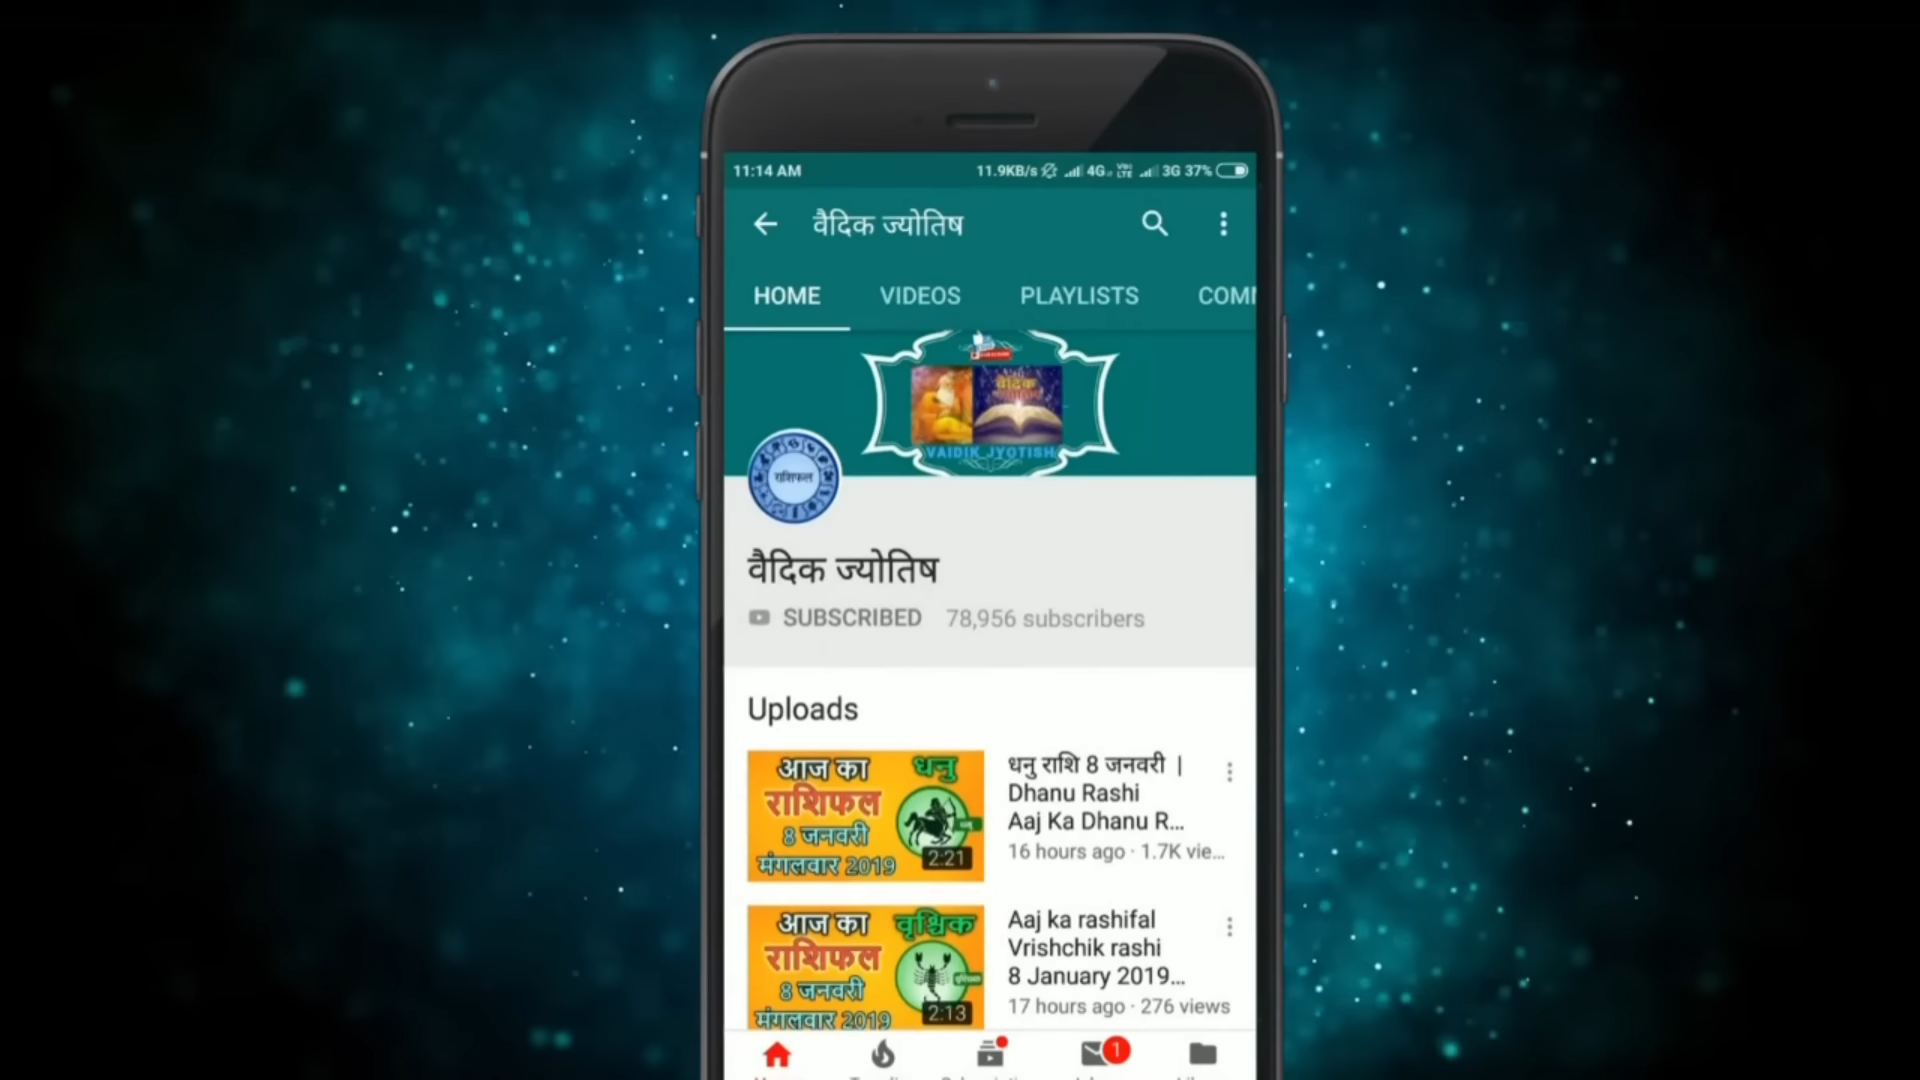 11:14 AM 11.9KB/s 4G VoLTE 3G 37%
वैदिक ज्योतिष
HOME VIDEOS PLAYLISTS COMM
वैदिक
VAIDIK JYOTISH
राशिफल
वैदिक ज्योतिष
SUBSCRIBED 78,956 subscribers
Uploads
आज का धनु
राशिफल
8 जनवरी
मंगलवार 2019
2:21
धनु राशि 8 जनवरी |
Dhanu Rashi
Aaj Ka Dhanu R...
16 hours ago · 1.7K vie...
आज का वृश्चिक
राशिफल
8 जनवरी
मंगलवार 2019
2:13
Aaj ka rashifal
Vrishchik rashi
8 January 2019...
17 hours ago · 276 views
1